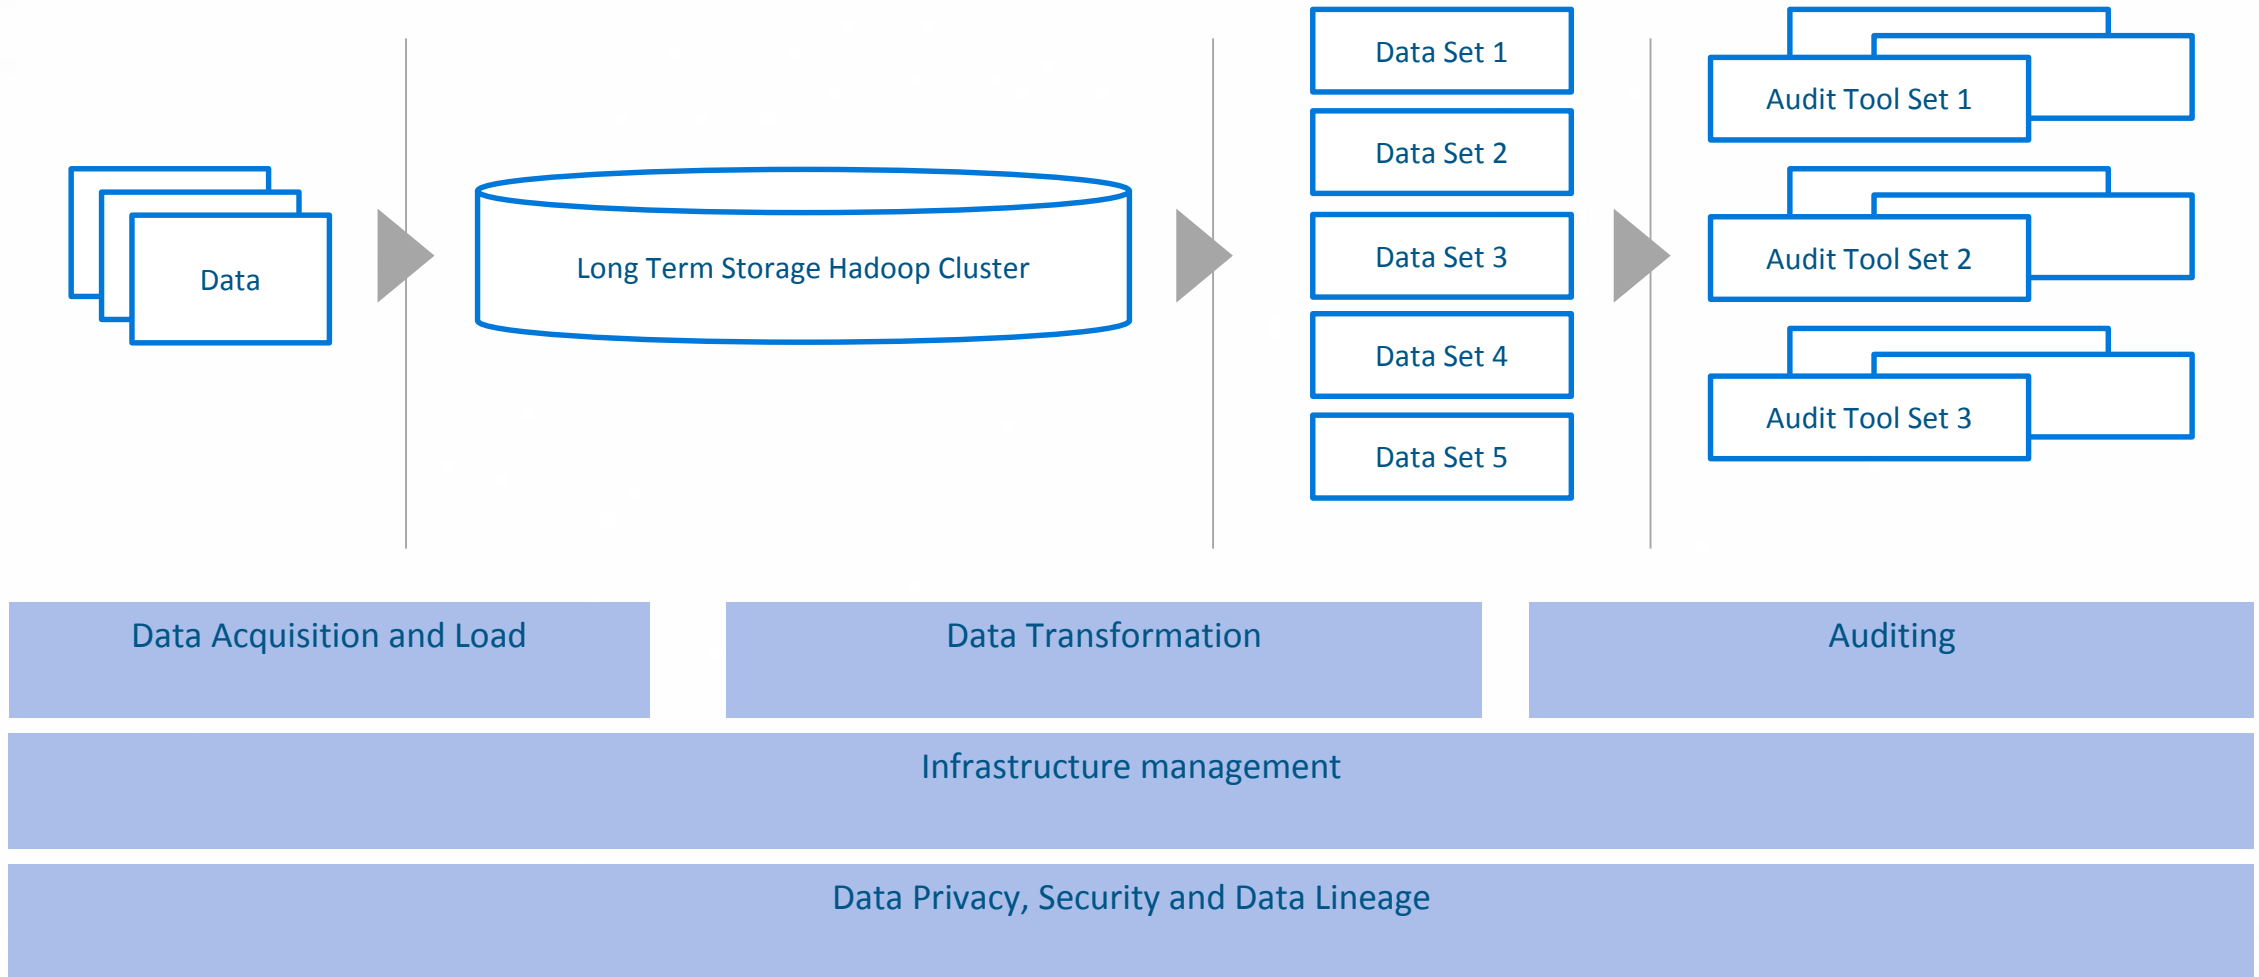 Data
Long Term Storage Hadoop Cluster
Data Set 1
Data Set 2
Data Set 3
Data Set 4
Data Set 5
Audit Tool Set 1
Audit Tool Set 2
Audit Tool Set 3
Data Acquisition and Load
Data Transformation
Auditing
Infrastructure management
Data Privacy, Security and Data Lineage